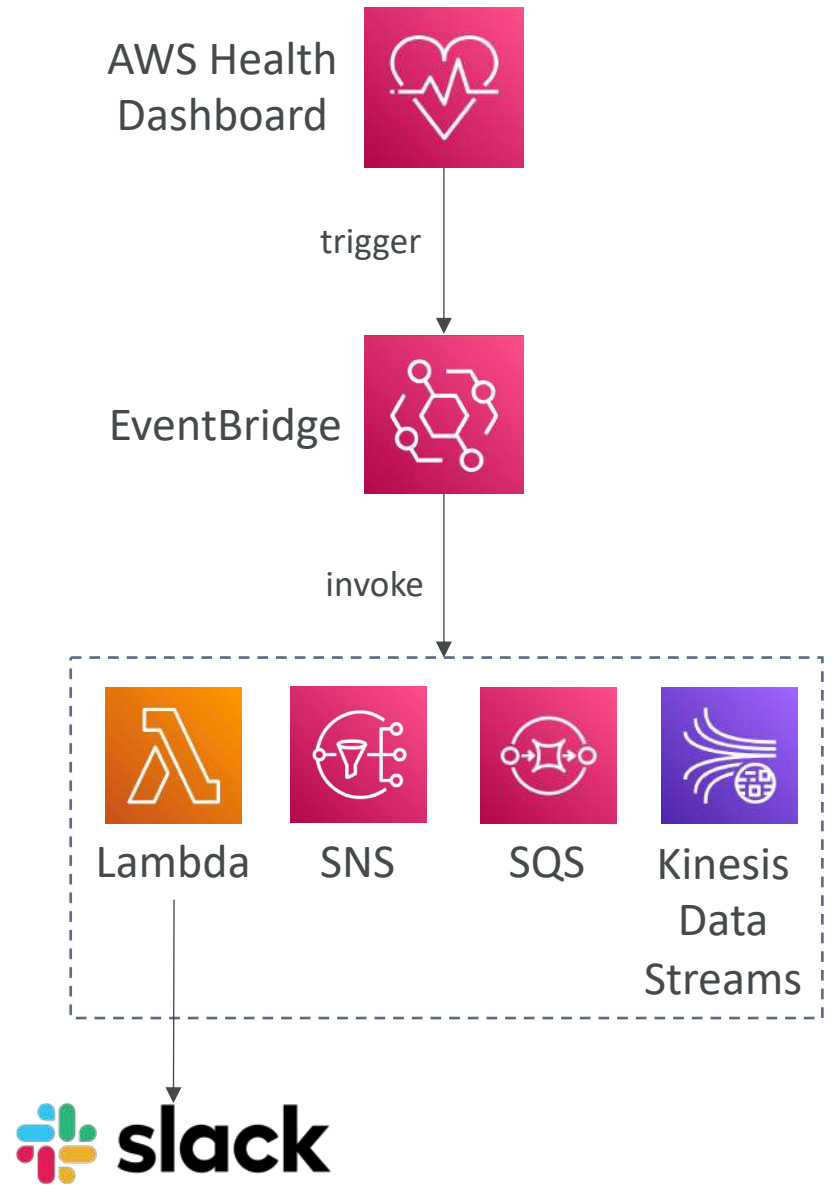 AWS Health
Dashboard
trigger
EventBridge
invoke
Lambda
SNS
SQS
Kinesis
Data
Streams
slack